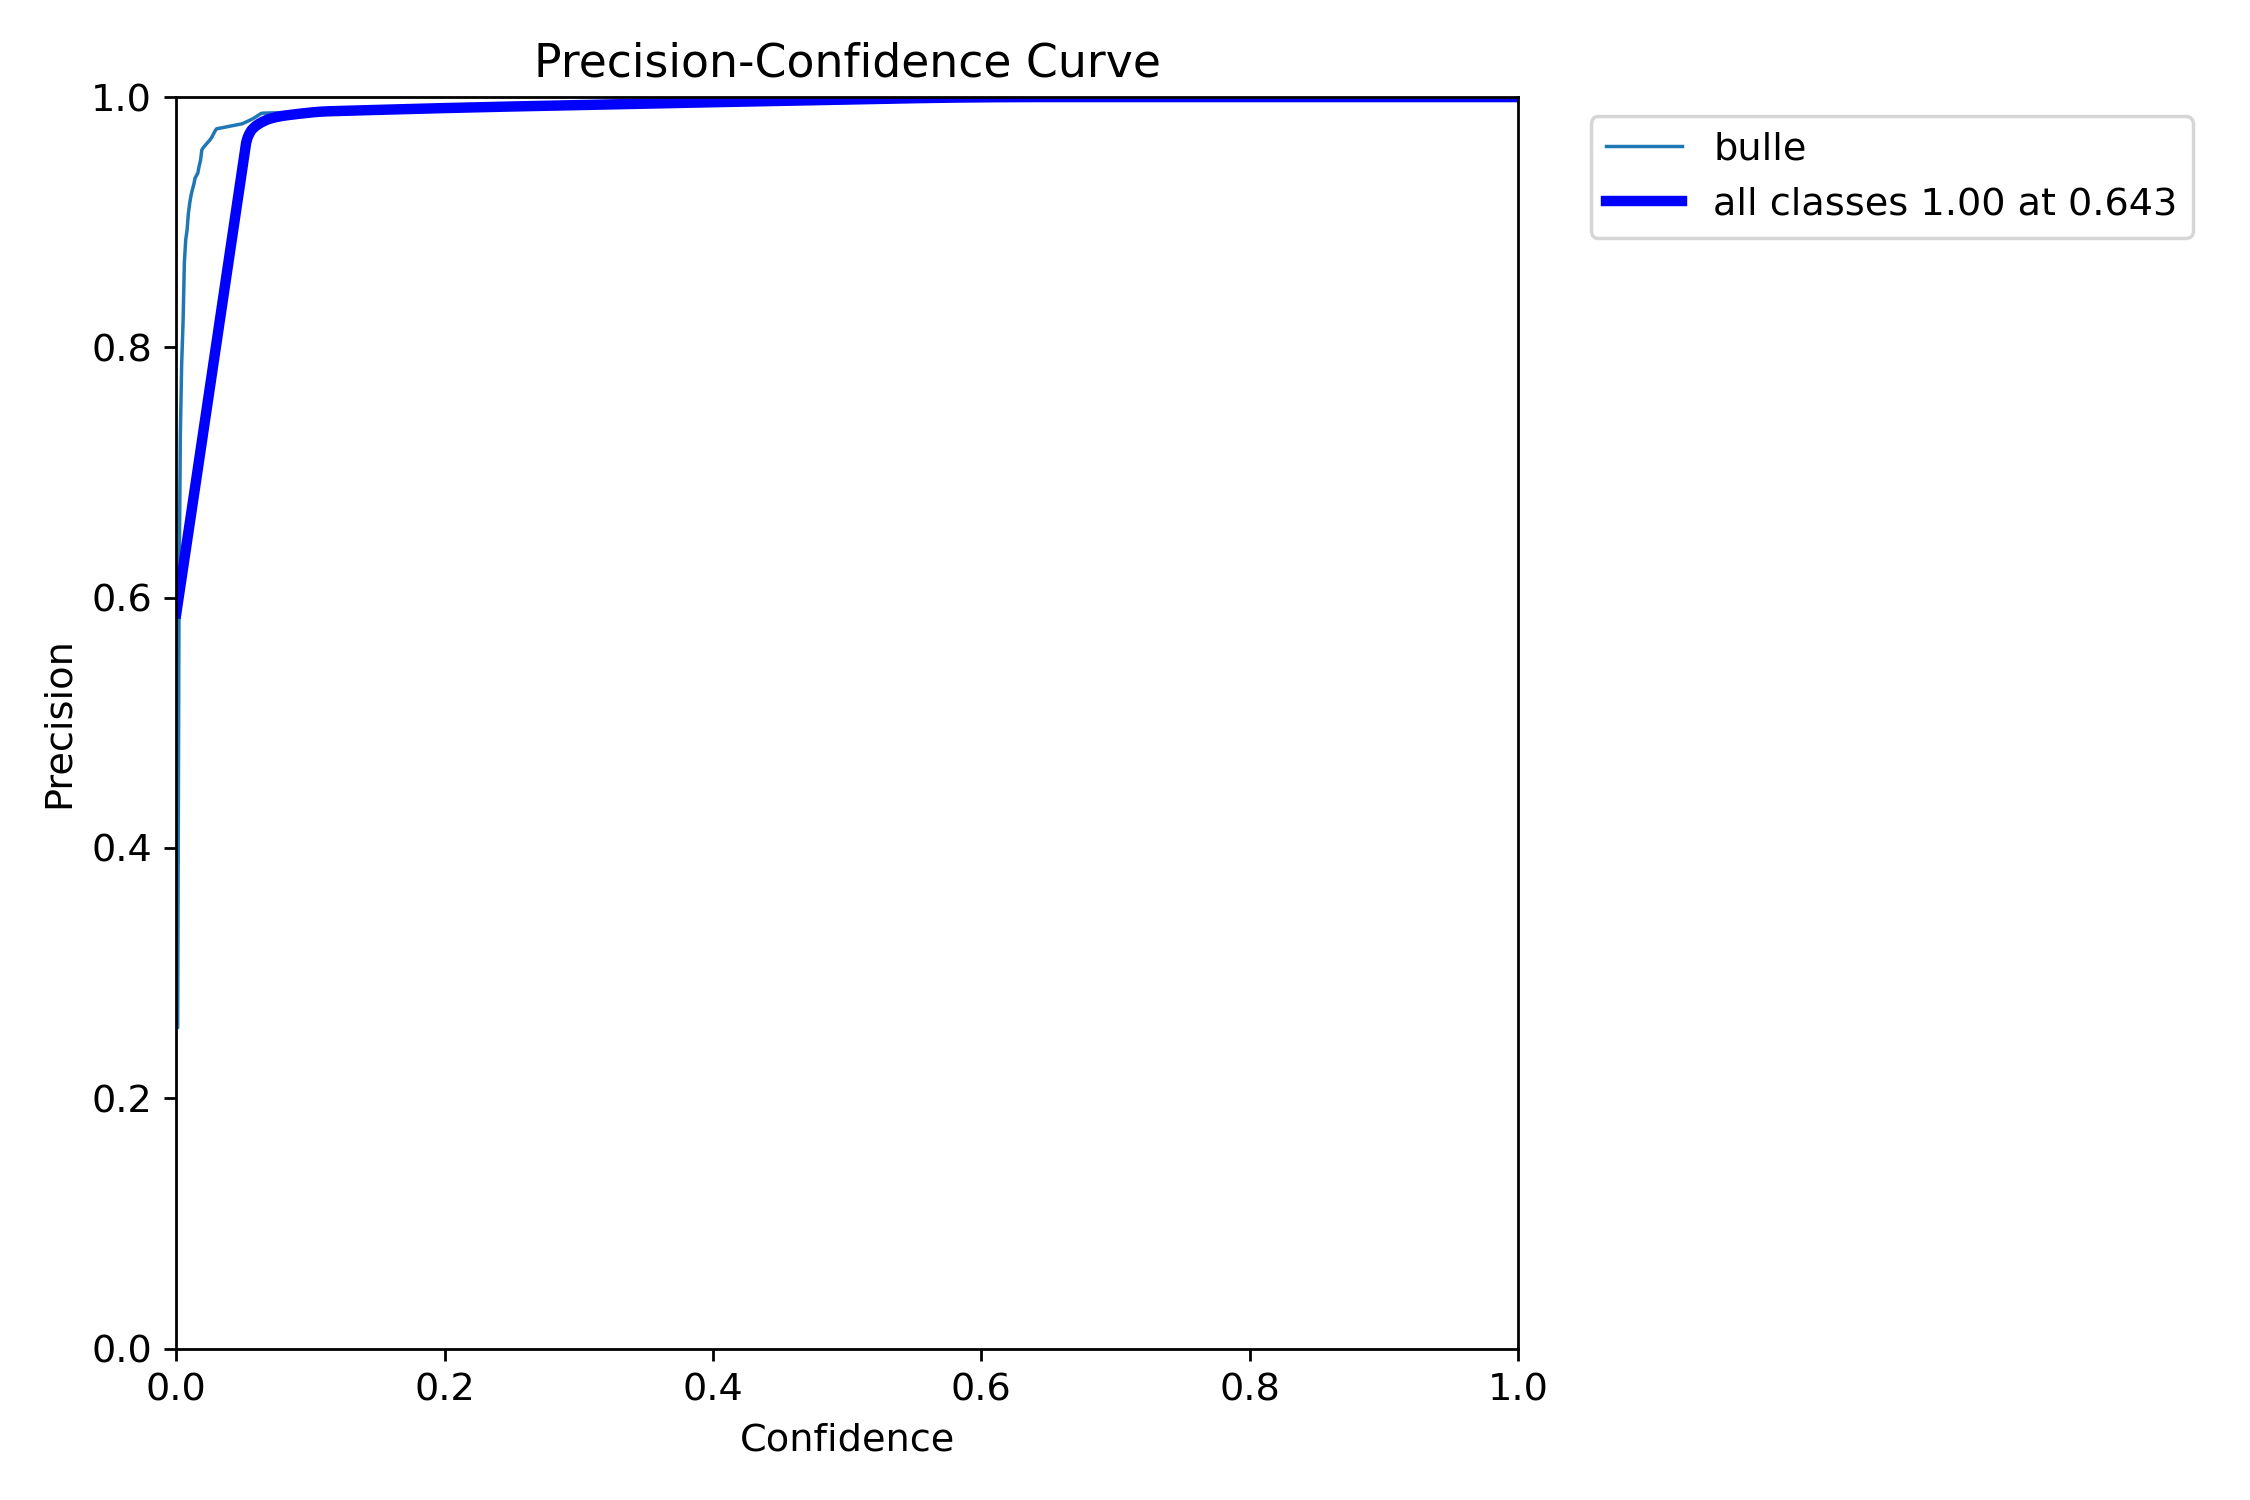 Precision-Confidence Curve
1.0
0.8
0.6
0.4
0.2
0.0
Precision
0.0 0.2 0.4 0.6 0.8 1.0
Confidence
bulle
all classes 1.00 at 0.643